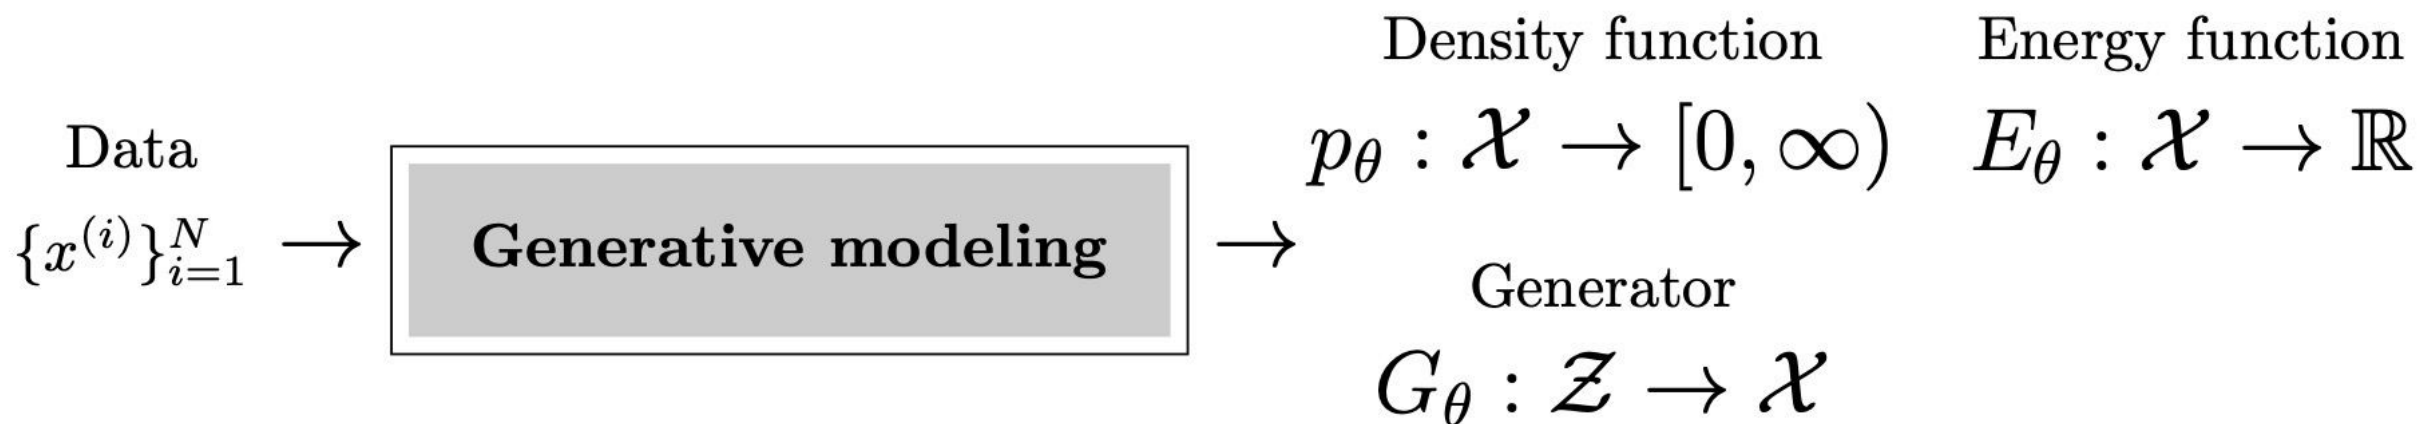 Data
{x^{(i)}}_{i=1}^{N} →
Generative modeling
→
Density function
p_θ : 𝒳 → [0, ∞)
Energy function
E_θ : 𝒳 → ℝ
Generator
G_θ : 𝒵 → 𝒳